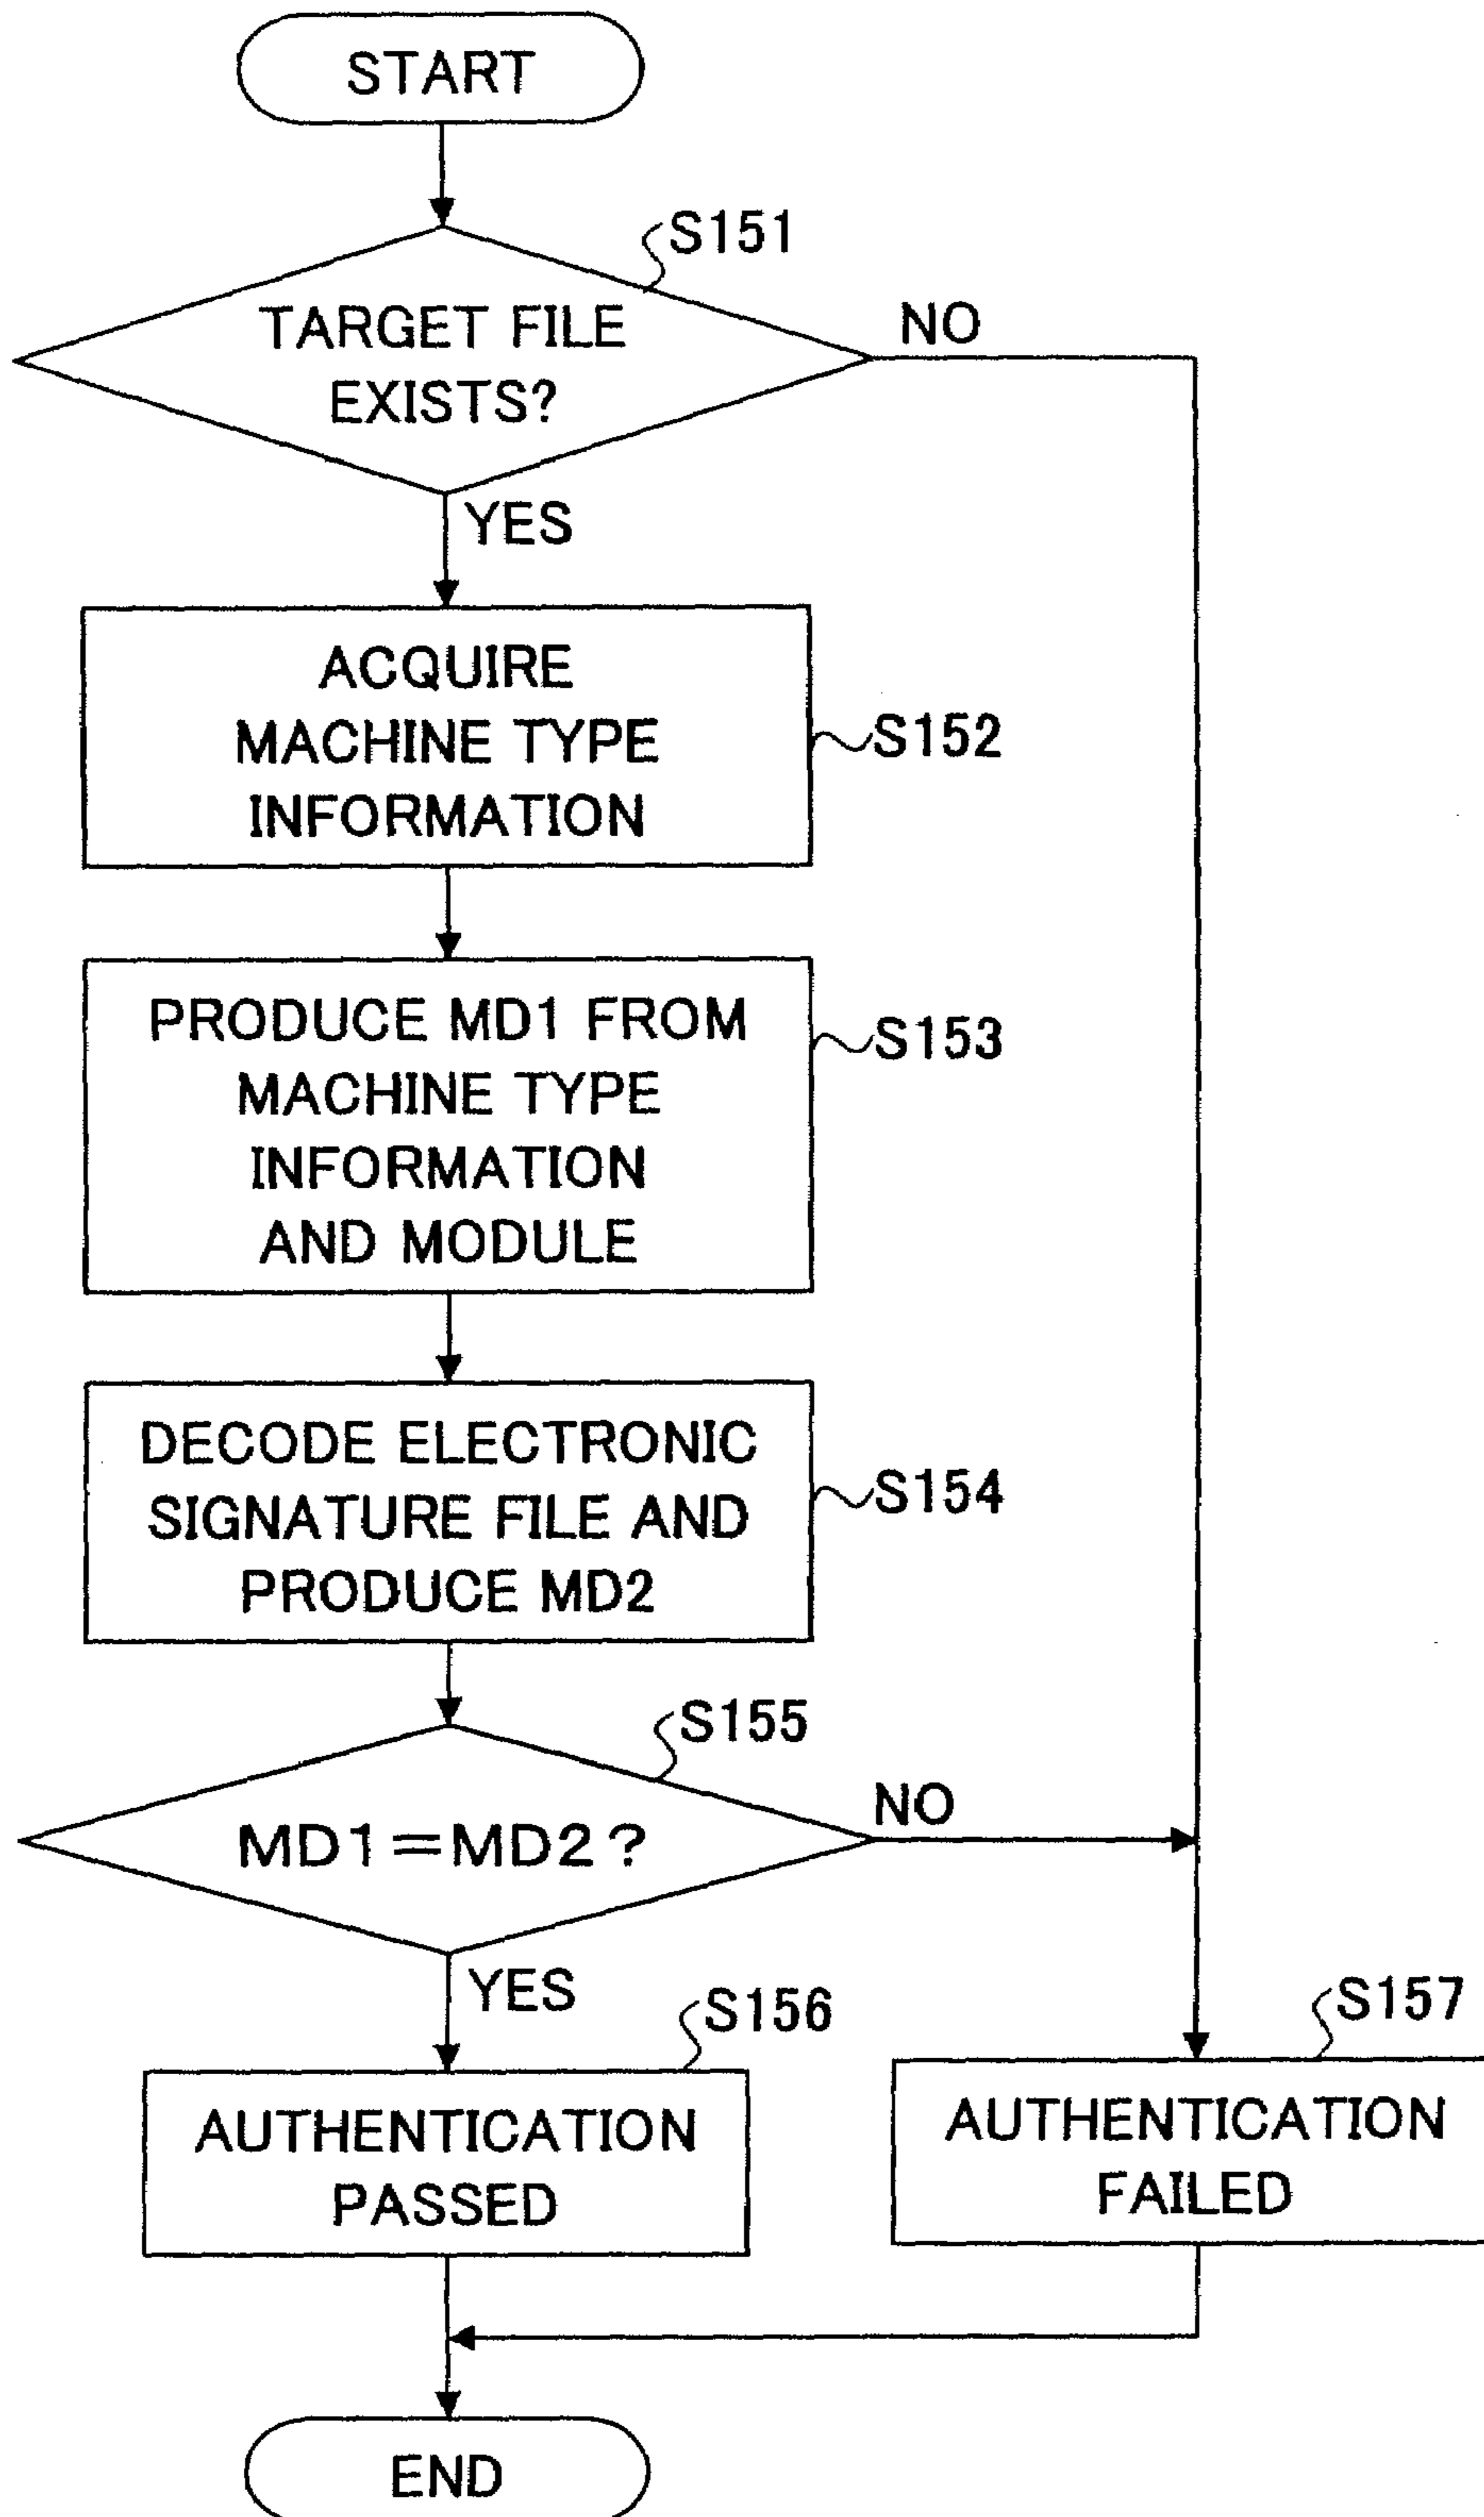 START
S151
TARGET FILE
EXISTS?
NO
YES
ACQUIRE
MACHINE TYPE
INFORMATION
S152
PRODUCE MD1 FROM
MACHINE TYPE
INFORMATION
AND MODULE
S153
DECODE ELECTRONIC
SIGNATURE FILE AND
PRODUCE MD2
S154
S155
MD1=MD2?
NO
YES
S156
AUTHENTICATION
PASSED
S157
AUTHENTICATION
FAILED
END